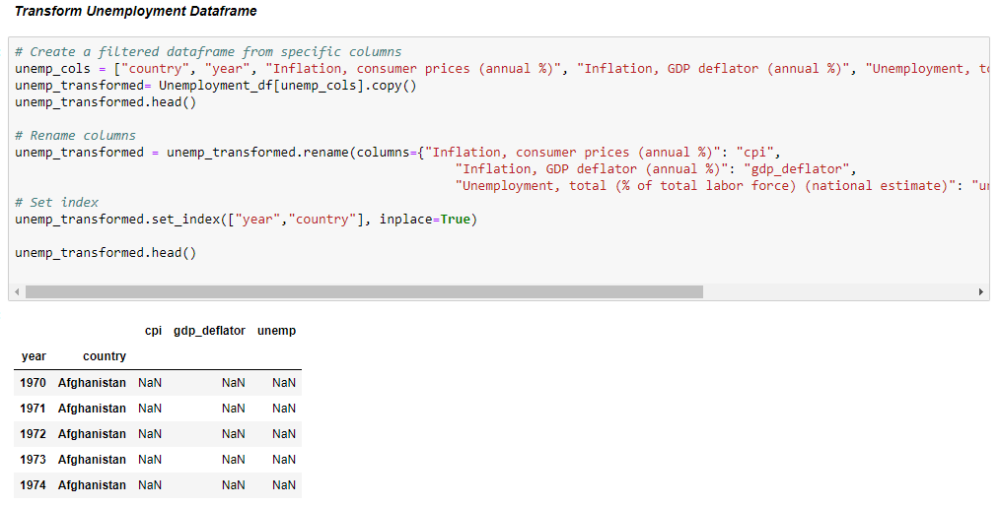 Transform Unemployment Dataframe
# Create a filtered dataframe from specific columns
unemp_cols = ["country", "year", "Inflation, consumer prices (annual %)", "Inflation, GDP deflator (annual %)", "Unemployment, to
unemp_transformed= Unemployment_df[unemp_cols].copy()
unemp_transformed.head()
# Rename columns
unemp_transformed = unemp_transformed.rename(columns={"Inflation, consumer prices (annual %)": "cpi",
"Inflation, GDP deflator (annual %)": "gdp_deflator",
"Unemployment, total (% of total labor force) (national estimate)": "un
# Set index
unemp_transformed.set_index(["year","country"], inplace=True)
unemp_transformed.head()
cpi gdp_deflator unemp
year country
1970 Afghanistan NaN NaN NaN
1971 Afghanistan NaN NaN NaN
1972 Afghanistan NaN NaN NaN
1973 Afghanistan NaN NaN NaN
1974 Afghanistan NaN NaN NaN